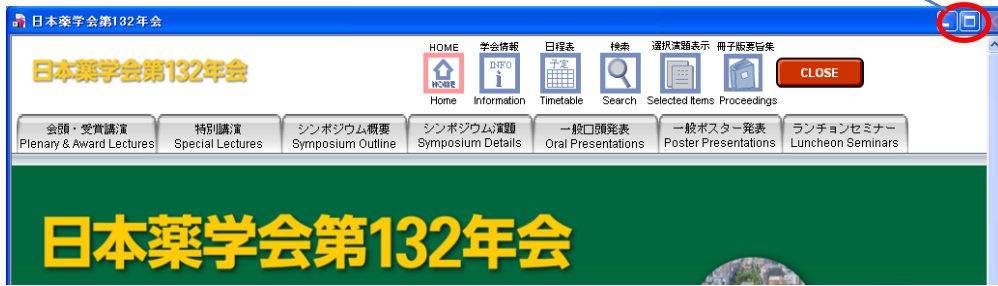 日本薬学会第132年会
日本薬学会第132年会
HOME 学会情報 日程表 検索 選択演題表示 冊子版要旨集
INFO 予定
HOME
Home Information Timetable Search Selected Items Proceedings
CLOSE
会頭・受賞講演 特別講演 シンポジウム概要 シンポジウム演題 一般口頭発表 一般ポスター発表 ランチョンセミナー
Plenary & Award Lectures Special Lectures Symposium Outline Symposium Details Oral Presentations Poster Presentations Luncheon Seminars
日本薬学会第132年会